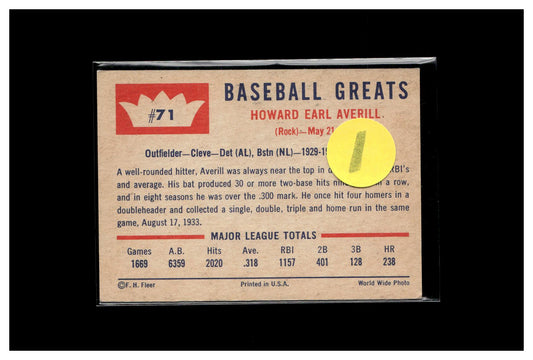 #71
BASEBALL GREATS
HOWARD EARL AVERILL
(Rock)—May 21
Outfielder—Cleve—Det (AL), Bstn (NL)—1929-19
A well-rounded hitter, Averill was always near the top in RBI's
and average. His bat produced 30 or more two-base hits in a row,
and in eight seasons he was over the .300 mark. He once hit four homers in a
doubleheader and collected a single, double, triple and home run in the same
game, August 17, 1933.
MAJOR LEAGUE TOTALS
Games A.B. Hits Ave. RBI 2B 3B HR
1669 6359 2020 .318 1157 401 128 238
©F. H. Fleer Printed in U.S.A. World Wide Photo